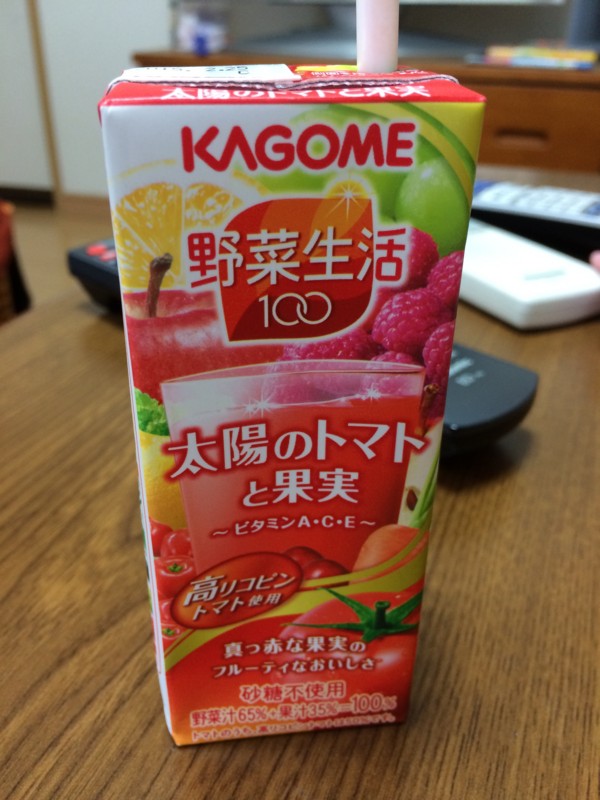 太陽のトマトと果実
KAGOME
野菜生活
100
太陽のトマト
と果実
～ビタミンA・C・E～
高リコピン
トマト使用
真っ赤な果実の
フルーティなおいしさ
砂糖不使用
野菜汁65%+果汁35%=100%